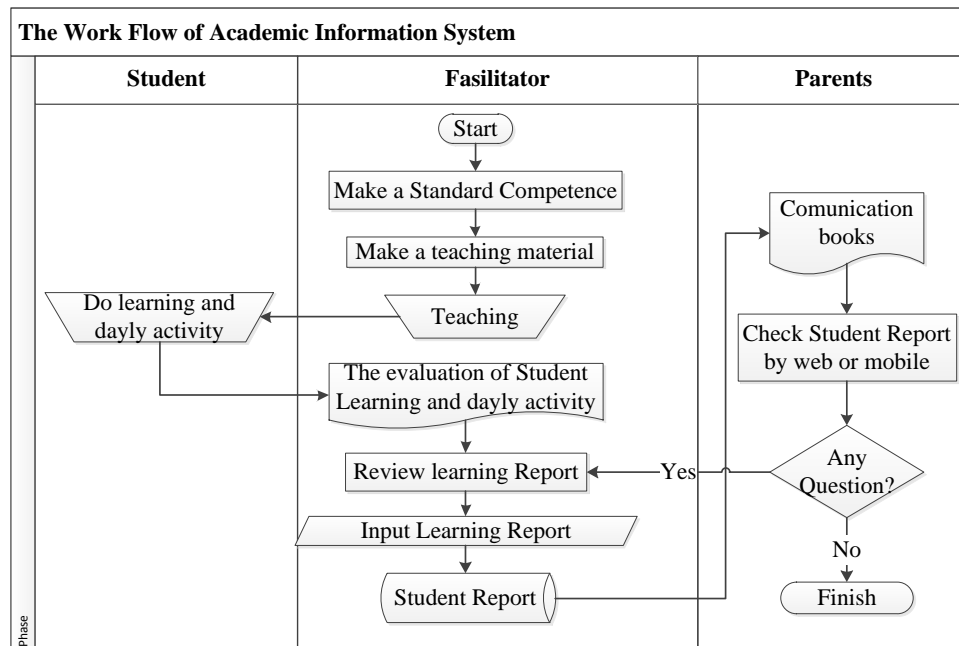 The Work Flow of Academic Information System
Student
Fasilitator
Parents
Start
Make a Standard Competence
Make a teaching material
Teaching
Do learning and
dayly activity
The evaluation of Student
Learning and dayly activity
Review learning Report
Input Learning Report
Student Report
Comunication
books
Check Student Report
by web or mobile
Any
Question?
Yes
No
Finish
Phase